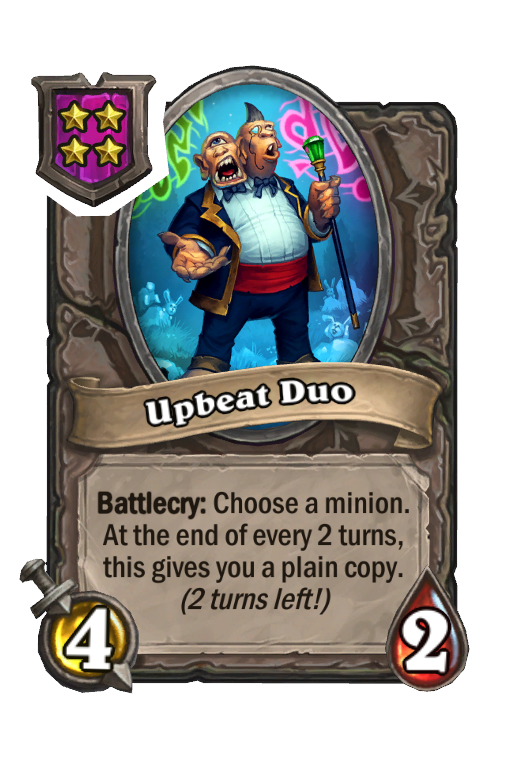 Upbeat Duo
Battlecry: Choose a minion.
At the end of every 2 turns,
this gives you a plain copy.
(2 turns left!)
4
2